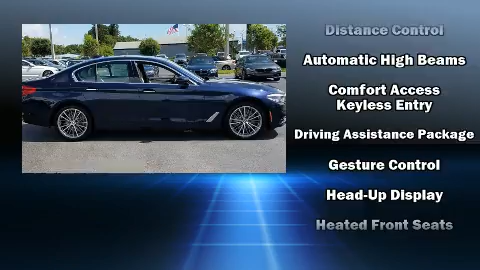 Distance Control
Automatic High Beams
Comfort Access
Keyless Entry
Driving Assistance Package
Gesture Control
Head-Up Display
Heated Front Seats